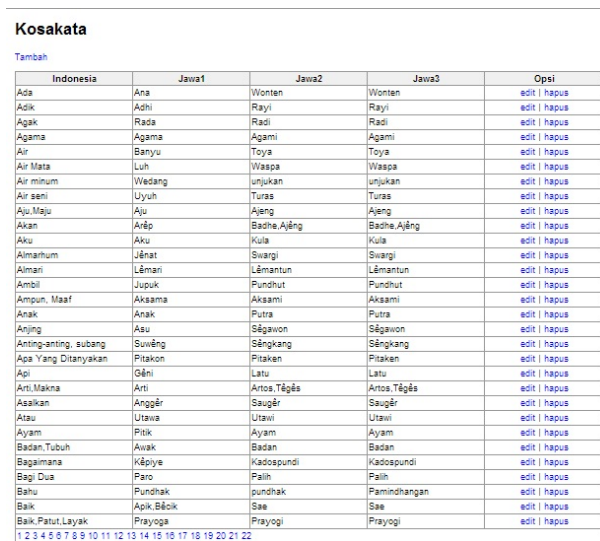 Kosakata
Tambah
Indonesia Jawa1 Jawa2 Jawa3 Opsi
Ada Ana Wonten Wonten edit | hapus
Adik Adhi Rayi Rayi edit | hapus
Agak Rada Radi Radi edit | hapus
Agama Agama Agami Agami edit | hapus
Air Banyu Toya Toya edit | hapus
Air Mata Luh Waspa Waspa edit | hapus
Air minum Wedang unjukan unjukan edit | hapus
Air seni Uyuh Turas Turas edit | hapus
Aju,Maju Aju Ajeng Ajeng edit | hapus
Akan Arêp Badhe,Ajêng Badhe,Ajêng edit | hapus
Aku Aku Kula Kula edit | hapus
Almarhum Jênat Swargi Swargi edit | hapus
Almari Lêmari Lêmantun Lêmantun edit | hapus
Ambil Jupuk Pundhut Pundhut edit | hapus
Ampun, Maaf Aksama Aksami Aksami edit | hapus
Anak Anak Putra Putra edit | hapus
Anjing Asu Sêgawon Sêgawon edit | hapus
Anting-anting, subang Suwêng Sêngkang Sêngkang edit | hapus
Apa Yang Ditanyakan Pitakon Pitaken Pitaken edit | hapus
Api Gêni Latu Latu edit | hapus
Arti,Makna Arti Artos,Têgês Artos,Têgês edit | hapus
Asalkan Anggêr Saugêr Saugêr edit | hapus
Atau Utawa Utawi Utawi edit | hapus
Ayam Pitik Ayam Ayam edit | hapus
Badan,Tubuh Awak Badan Badan edit | hapus
Bagaimana Kêpiye Kadospundi Kadospundi edit | hapus
Bagi Dua Paro Palih Palih edit | hapus
Bahu Pundhak pundhak Pamindhangan edit | hapus
Baik Apik,Bêcik Sae Sae edit | hapus
Baik,Patut,Layak Prayoga Prayogi Prayogi edit | hapus
1 2 3 4 5 6 7 8 9 10 11 12 13 14 15 16 17 18 19 20 21 22